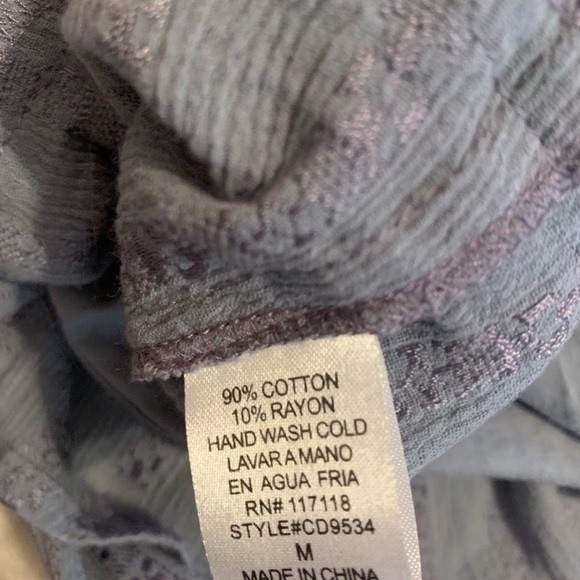 90% COTTON
10% RAYON
HAND WASH COLD
LAVAR A MANO
EN AGUA FRIA
RN# 117118
STYLE#CD9534
M
MADE IN CHINA